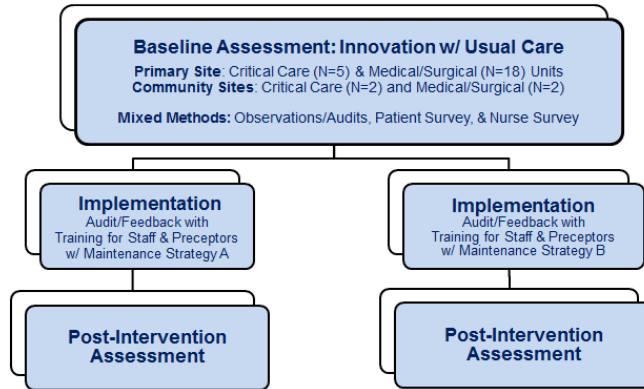 Baseline Assessment: Innovation w/ Usual Care
Primary Site: Critical Care (N=5) & Medical/Surgical (N=18) Units
Community Sites: Critical Care (N=2) and Medical/Surgical (N=2)
Mixed Methods: Observations/Audits, Patient Survey, & Nurse Survey
Implementation
Audit/Feedback with
Training for Staff & Preceptors
w/ Maintenance Strategy A
Implementation
Audit/Feedback with
Training for Staff & Preceptors
w/ Maintenance Strategy B
Post-Intervention
Assessment
Post-Intervention
Assessment